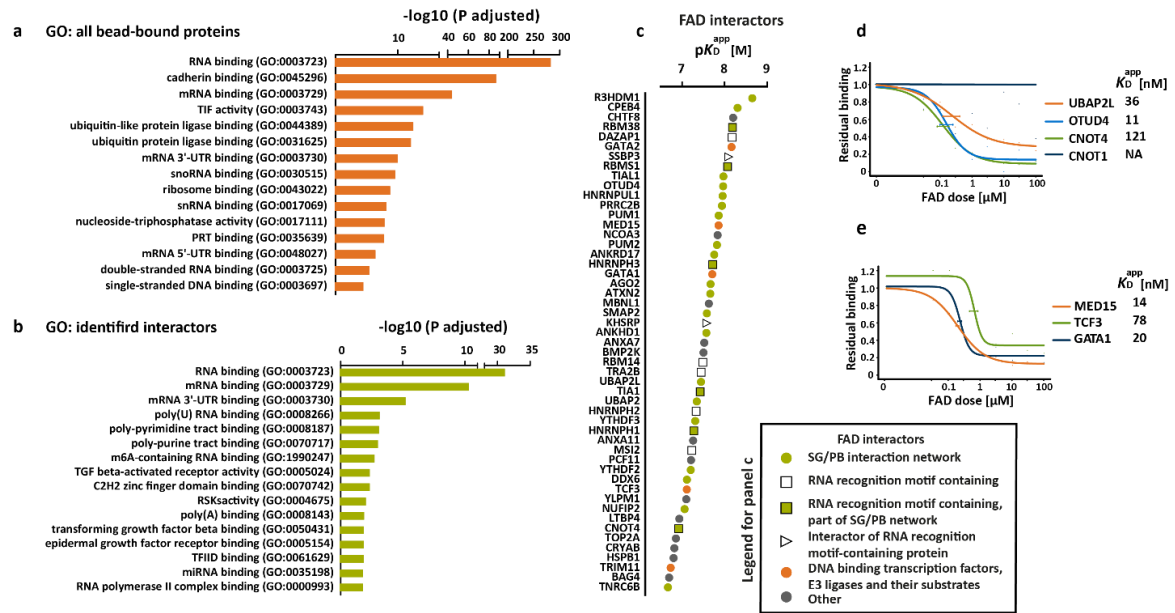 a
GO: all bead-bound proteins
-log10 (P adjusted)
10 40 80 200 300
RNA binding (GO:0003723)
cadherin binding (GO:0045296)
mRNA binding (GO:0003729)
TIF activity (GO:0003743)
ubiquitin-like protein ligase binding (GO:0044389)
ubiquitin protein ligase binding (GO:0031625)
mRNA 3'-UTR binding (GO:0003730)
snoRNA binding (GO:0030515)
ribosome binding (GO:0043022)
snRNA binding (GO:0017069)
nucleoside-triphosphatase activity (GO:0017111)
PRT binding (GO:0035639)
mRNA 5'-UTR binding (GO:0048027)
double-stranded RNA binding (GO:0003725)
single-stranded DNA binding (GO:0003697)
b
GO: identifird interactors
-log10 (P adjusted)
0 5 10 30 35
RNA binding (GO:0003723)
mRNA binding (GO:0003729)
mRNA 3'-UTR binding (GO:0003730)
poly(U) RNA binding (GO:0008266)
poly-pyrimidine tract binding (GO:0008187)
poly-purine tract binding (GO:0070717)
m6A-containing RNA binding (GO:1990247)
TGF beta-activated receptor activity (GO:0005024)
C2H2 zinc finger domain binding (GO:0070742)
RSKsactivity (GO:0004675)
poly(A) binding (GO:0008143)
transforming growth factor beta binding (GO:0050431)
epidermal growth factor receptor binding (GO:0005154)
TFIID binding (GO:0061629)
miRNA binding (GO:0035198)
RNA polymerase II complex binding (GO:0000993)
c
FAD interactors
pKD app [M]
7 8 9
R3HDM1
CPEB4
CHTF8
RBM38
DAZAP1
GATA2
SSBP3
RBMS1
TIAL1
OTUD4
HNRNPUL1
PRRC2B
PUM1
MED15
NCOA3
PUM2
ANKRD17
HNRNPH3
GATA1
AGO2
ATXN2
MBNL1
SMAP2
KHSRP
ANKHD1
ANXA7
BMP2K
RBM14
TRA2B
UBAP2L
TIA1
UBAP2
HNRNPH2
YTHDF3
HNRNPH1
ANXA11
MSI2
PCF11
YTHDF2
DDX6
TCF3
YLPM1
NUFIP2
LTBP4
CNOT4
TOP2A
CRYAB
HSPB1
TRIM11
BAG4
TNRC6B
d
Residual binding
1.2
1.0
0.8
0.6
0.4
0.2
0
0 0.1 1 10 100
FAD dose [µM]
KD app [nM]
UBAP2L 36
OTUD4 11
CNOT4 121
CNOT1 NA
e
Residual binding
1.2
1.0
0.8
0.6
0.4
0.2
0
0 0.1 1 10 100
FAD dose [µM]
KD app [nM]
MED15 14
TCF3 78
GATA1 20
Legend for panel c
FAD interactors
SG/PB interaction network
RNA recognition motif containing
RNA recognition motif containing,
part of SG/PB network
Interactor of RNA recognition
motif-containing protein
DNA binding transcription factors,
E3 ligases and their substrates
Other